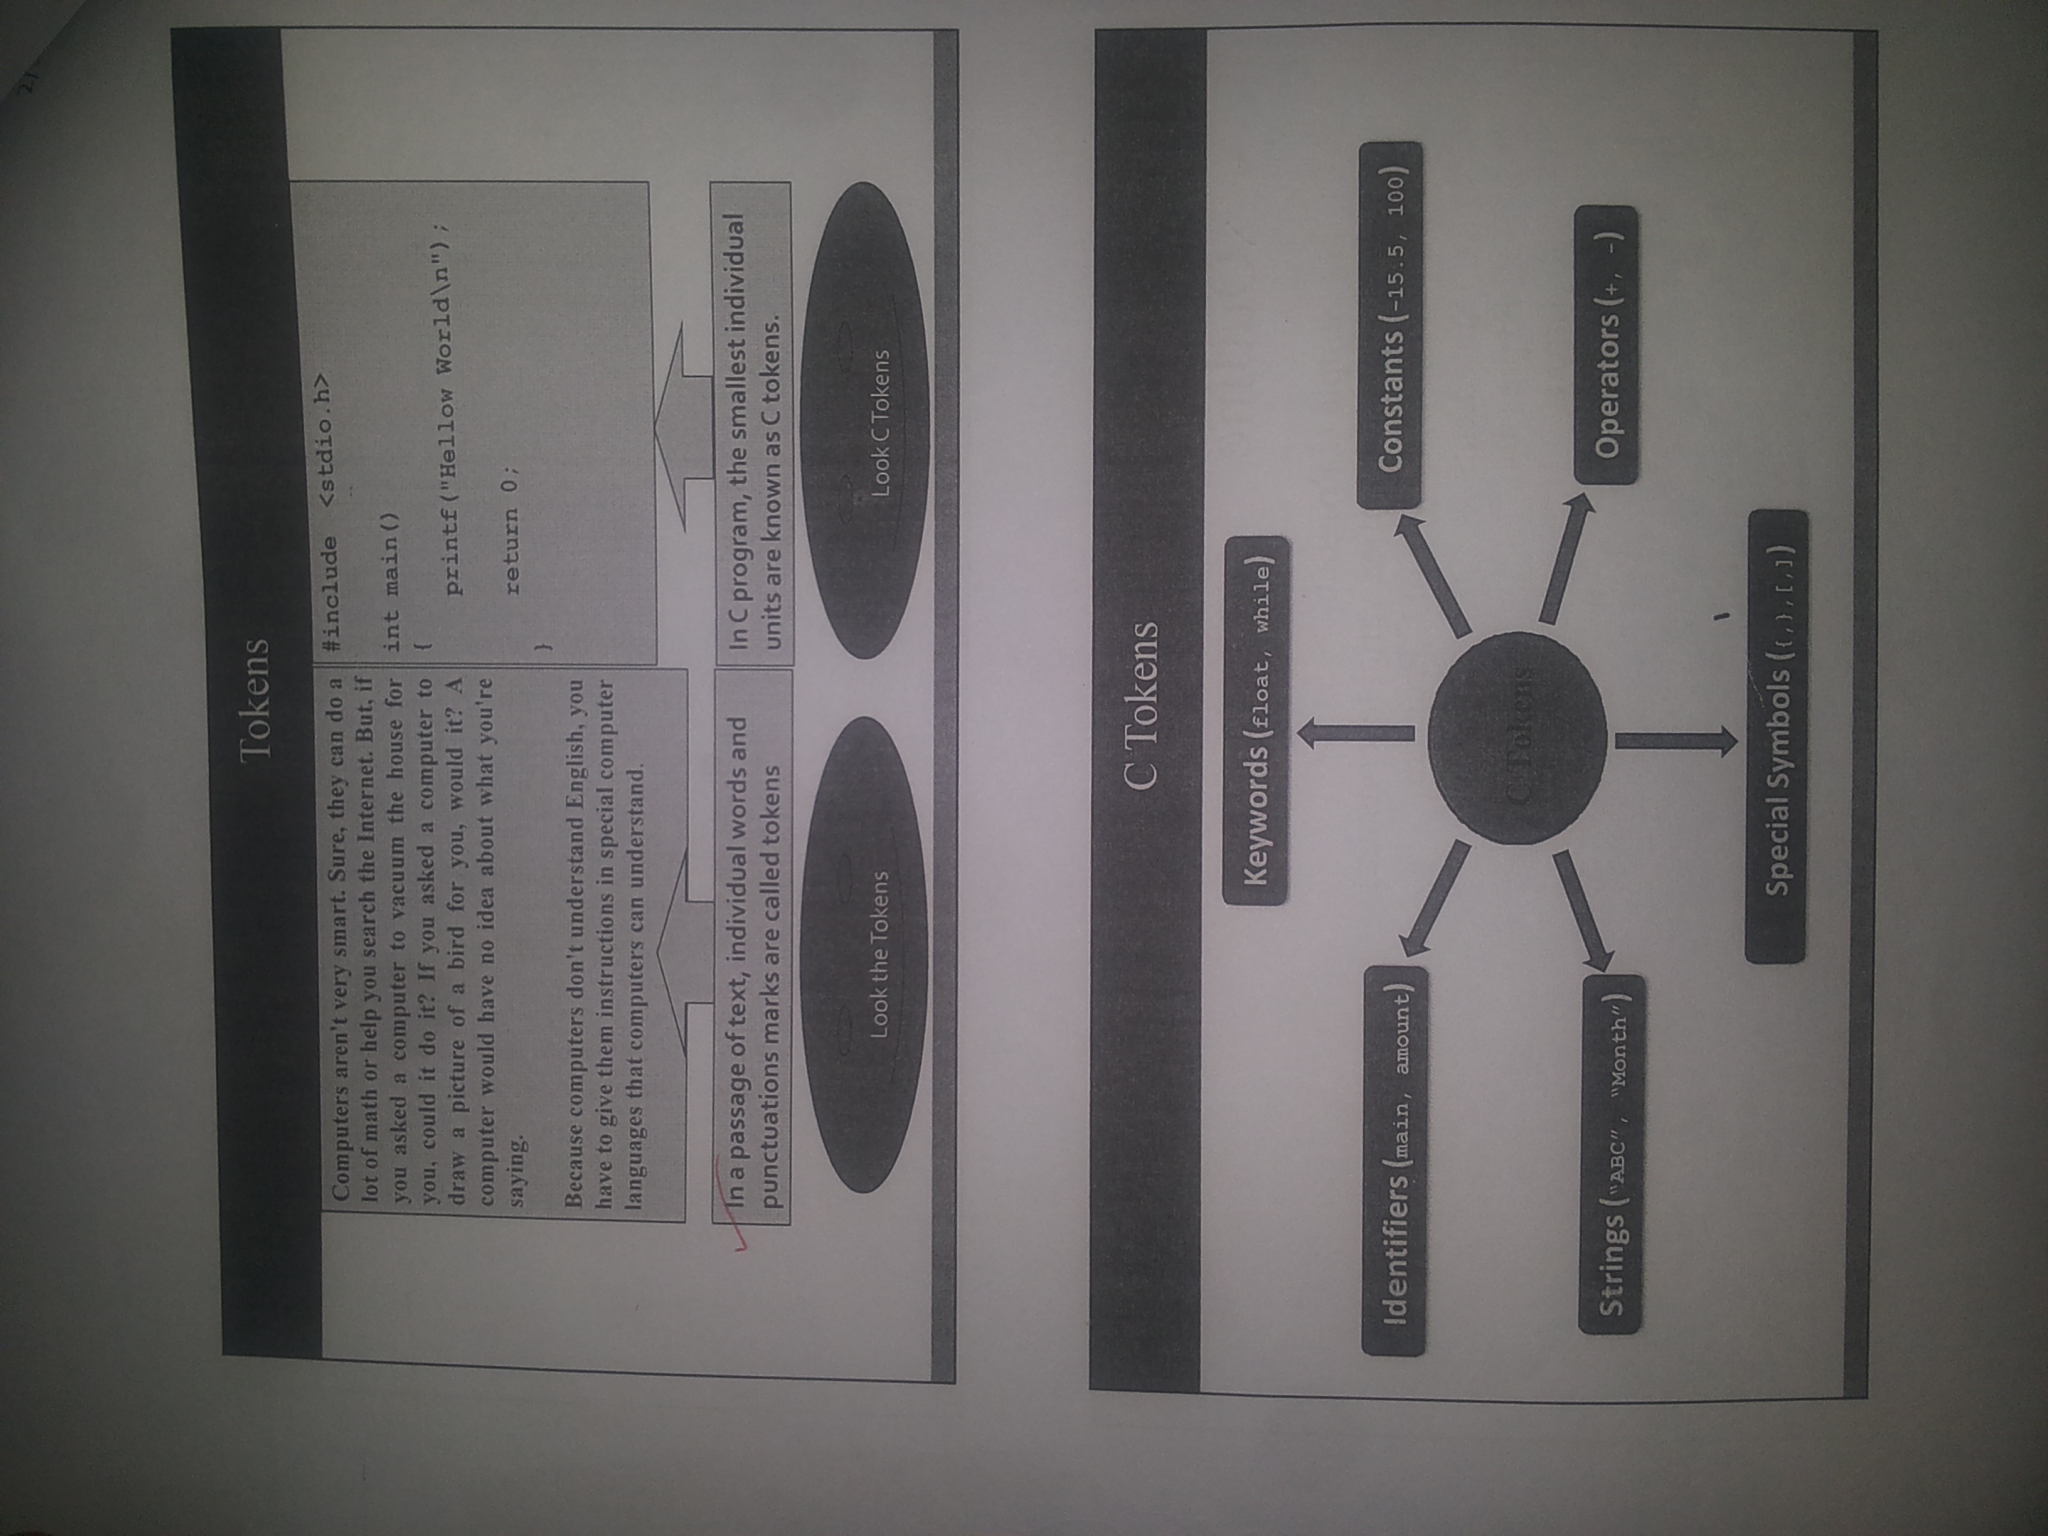 21
Tokens
Computers aren't very smart. Sure, they can do a
lot of math or help you search the Internet. But, if
you asked a computer to vacuum the house for
you, could it do it? If you asked a computer to
draw a picture of a bird for you, would it? A
computer would have no idea about what you're
saying.
Because computers don't understand English, you
have to give them instructions in special computer
languages that computers can understand.
#include <stdio.h>
int main()
{
printf("Hellow World\n");
return 0;
}
In a passage of text, individual words and
punctuations marks are called tokens
In C program, the smallest individual
units are known as C tokens.
Look the Tokens
Look C Tokens
C Tokens
Keywords (float, while)
Identifiers (main, amount)
Constants (-15.5, 100)
C Tokens
Strings ("ABC", "Month")
Operators (+, -)
Special Symbols ({,},[,])